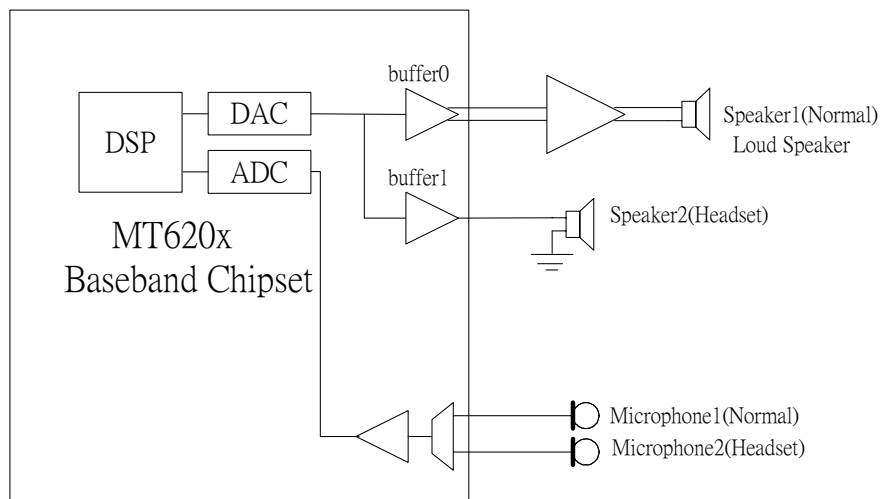 buffer0
DAC
Speaker1(Normal)
Loud Speaker
DSP
ADC
buffer1
Speaker2(Headset)
MT620x
Baseband Chipset
Microphone1(Normal)
Microphone2(Headset)